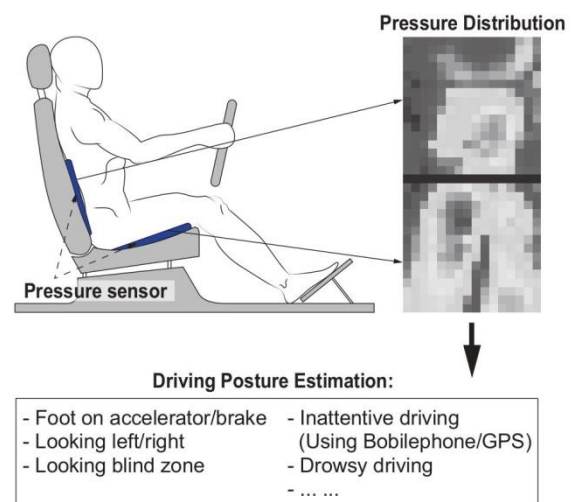 Pressure Distribution
Pressure sensor
Driving Posture Estimation:
- Foot on accelerator/brake
- Looking left/right
- Looking blind zone
- Inattentive driving
(Using Bobilephone/GPS)
- Drowsy driving
- ... ...